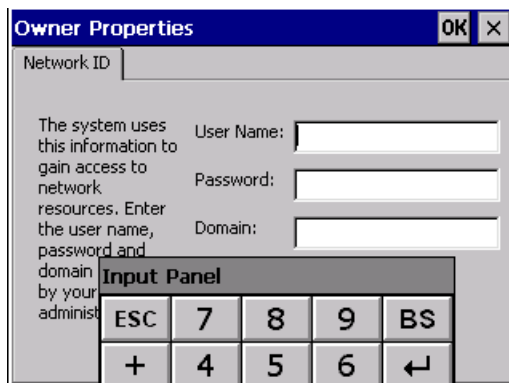 Owner Properties OK ×
Network ID
The system uses
this information to
gain access to
network
resources. Enter
the user name,
password and
domain
by your
administ
User Name:
Password:
Domain:
Input Panel
ESC 7 8 9 BS
+ 4 5 6 ↵